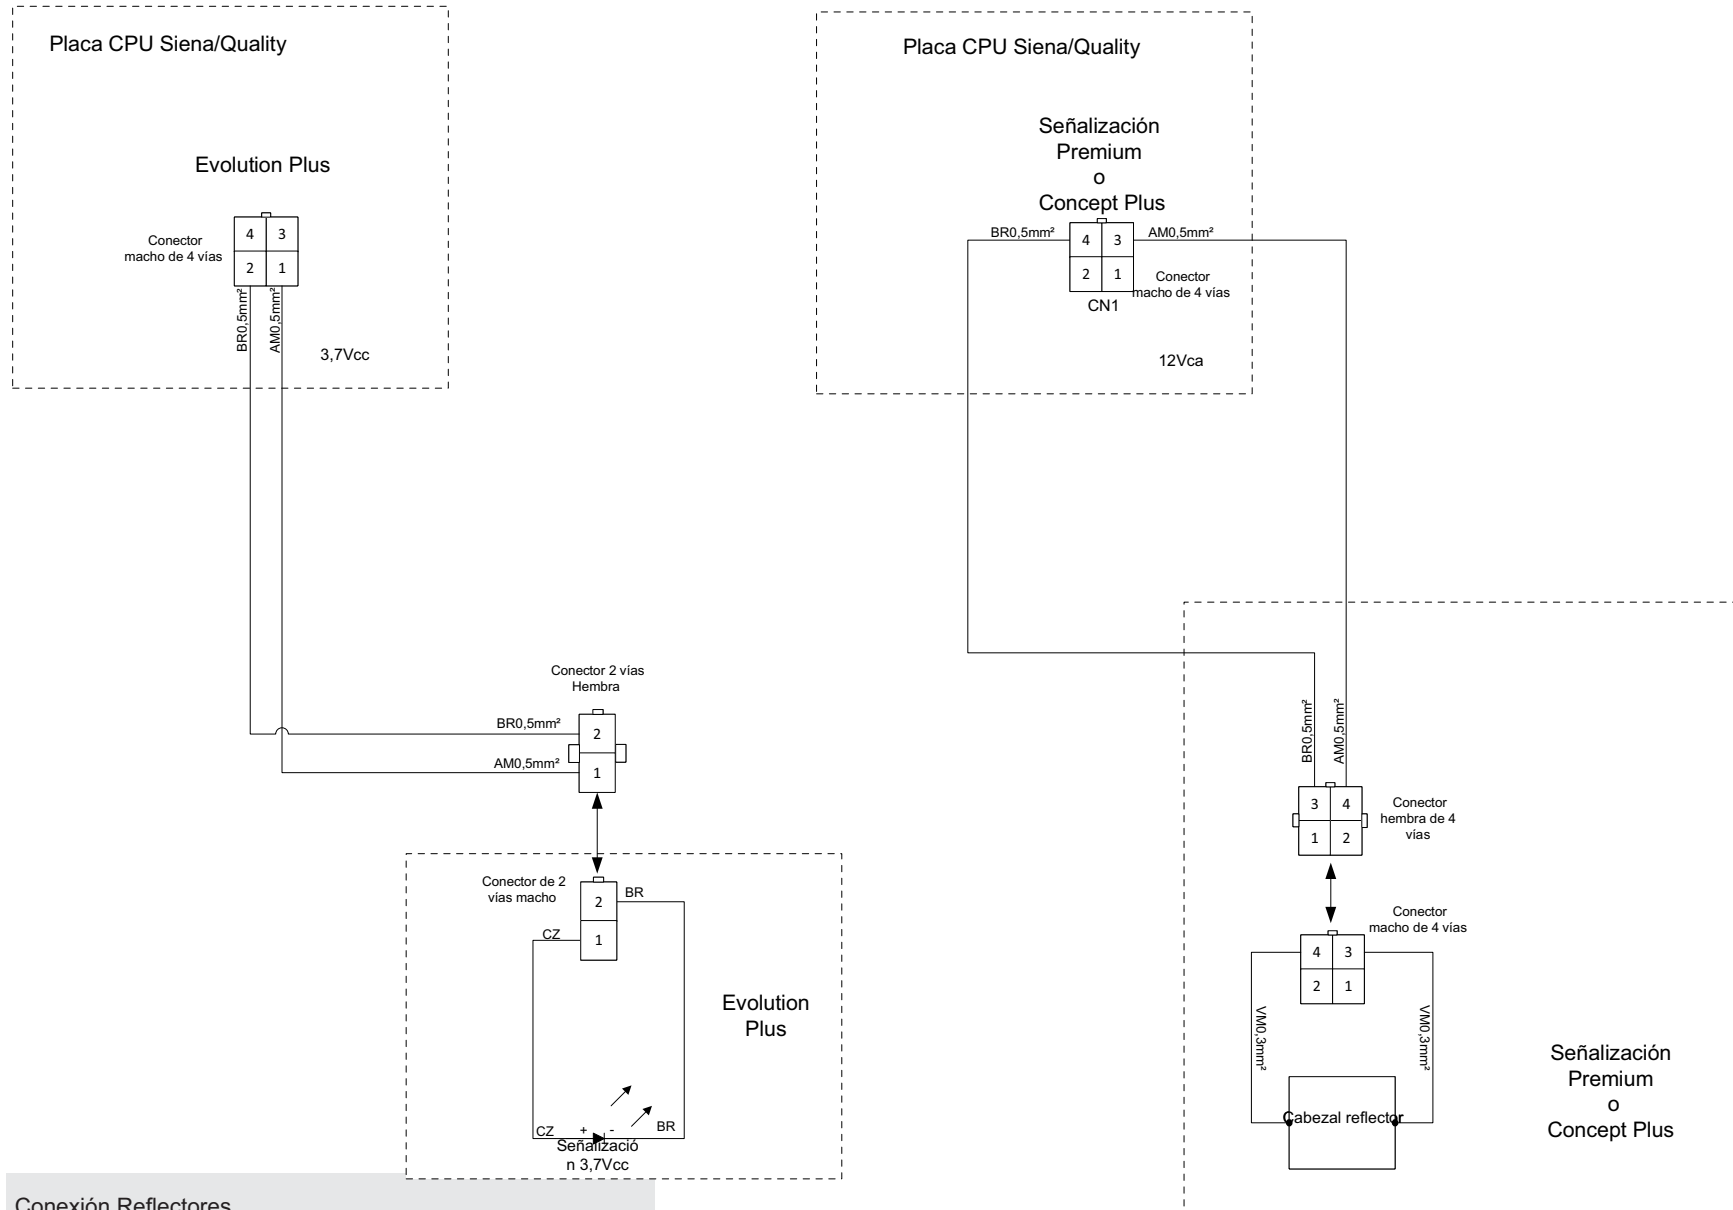 Placa CPU Siena/Quality
Evolution Plus
Conector
macho de 4 vías
4
3
2
1
BR0,5mm²
AM0,5mm²
3,7Vcc
Conector 2 vías
Hembra
BR0,5mm²
2
AM0,5mm²
1
Conector de 2
vías macho
2
BR
CZ
1
Evolution
Plus
CZ
+
-
BR
Señalizació
n 3,7Vcc
Conexión Reflectores
Placa CPU Siena/Quality
Señalización
Premium
o
Concept Plus
BR0,5mm²
4
3
AM0,5mm²
2
1
Conector
macho de 4 vías
CN1
12Vca
BR0,5mm²
AM0,5mm²
3
4
1
2
Conector
hembra de 4
vías
Conector
macho de 4 vías
4
3
2
1
VM0,3mm²
VM0,3mm²
Cabezal reflector
Señalización
Premium
o
Concept Plus